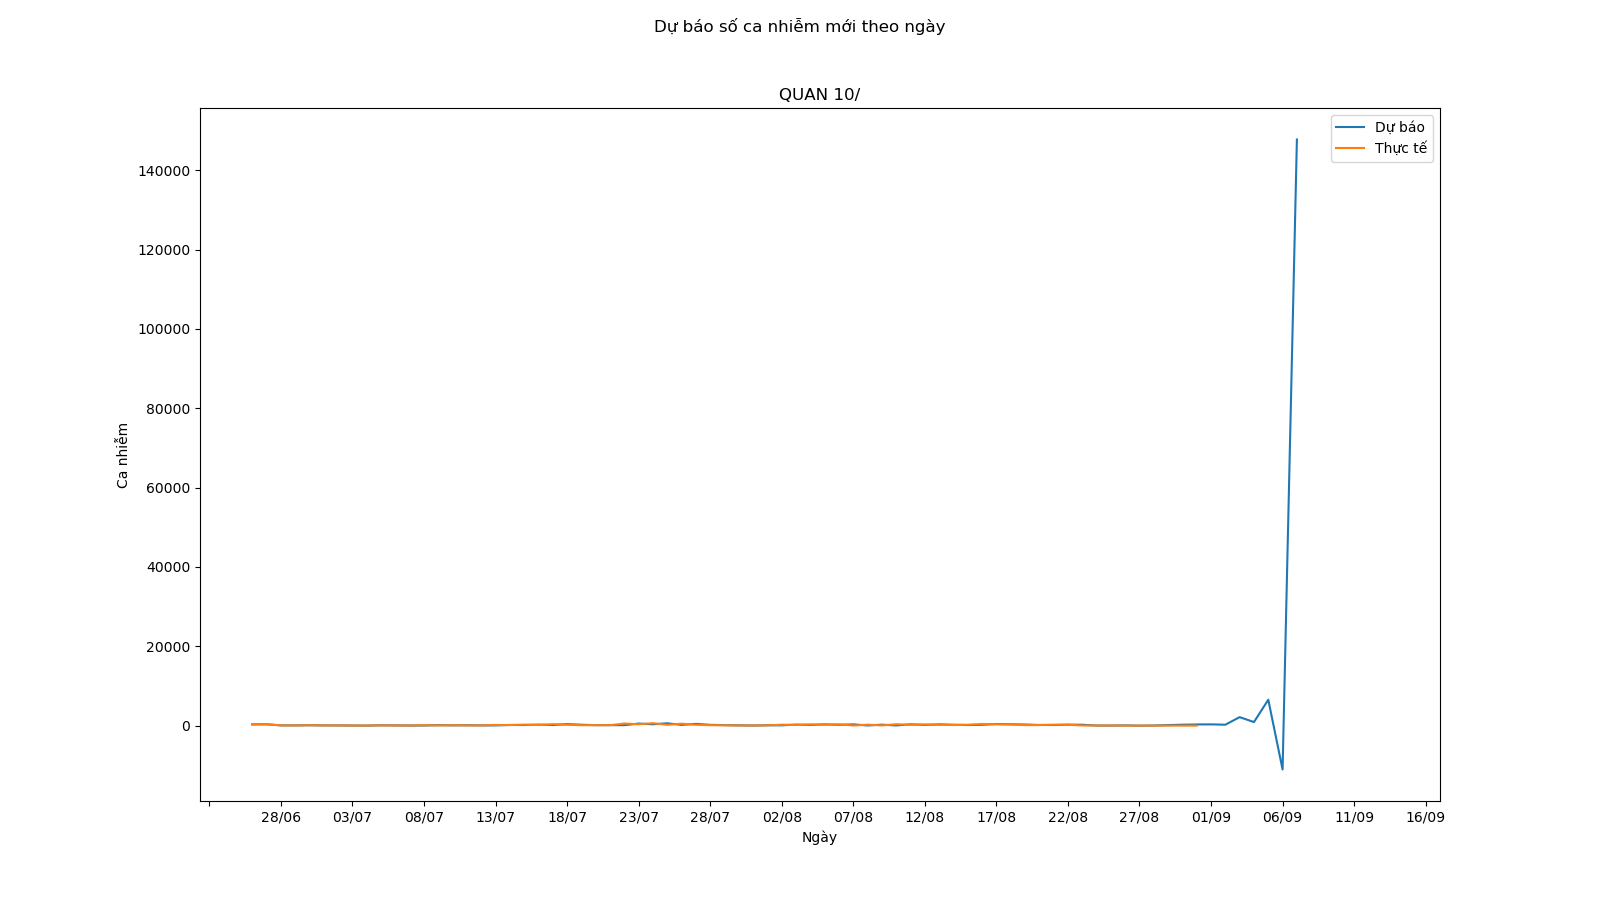 Dự báo số ca nhiễm mới theo ngày
QUAN 10/
Dự báo
Thực tế
140000
120000
100000
80000
60000
40000
20000
0
Ca nhiễm
28/06 03/07 08/07 13/07 18/07 23/07 28/07 02/08 07/08 12/08 17/08 22/08 27/08 01/09 06/09 11/09 16/09
Ngày